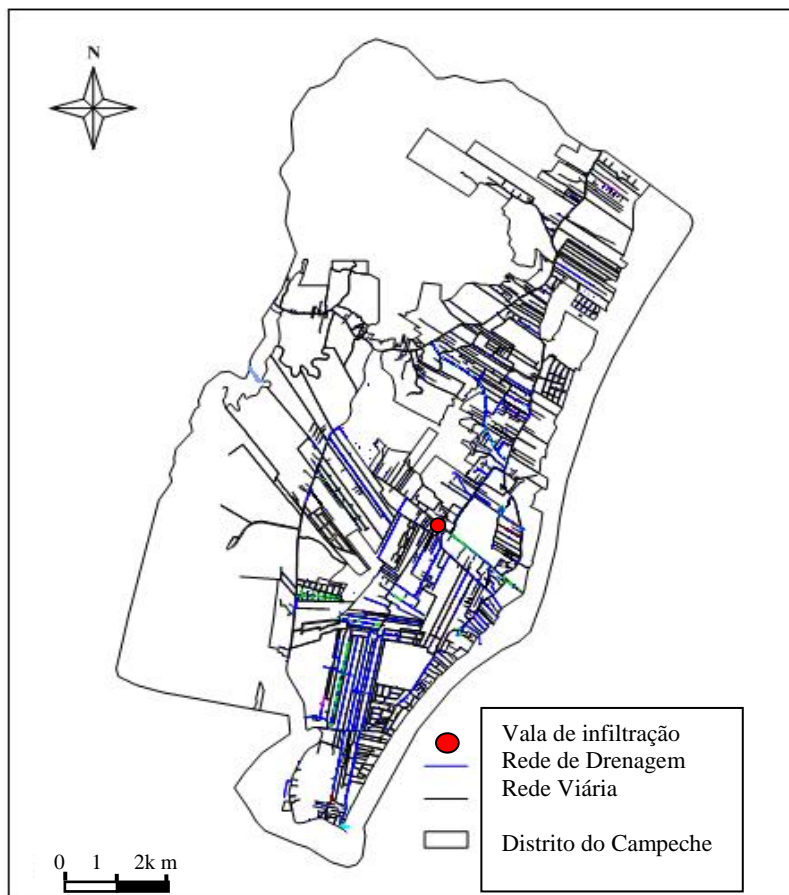 N
Vala de infiltração
Rede de Drenagem
Rede Viária
Distrito do Campeche
0 1 2k m